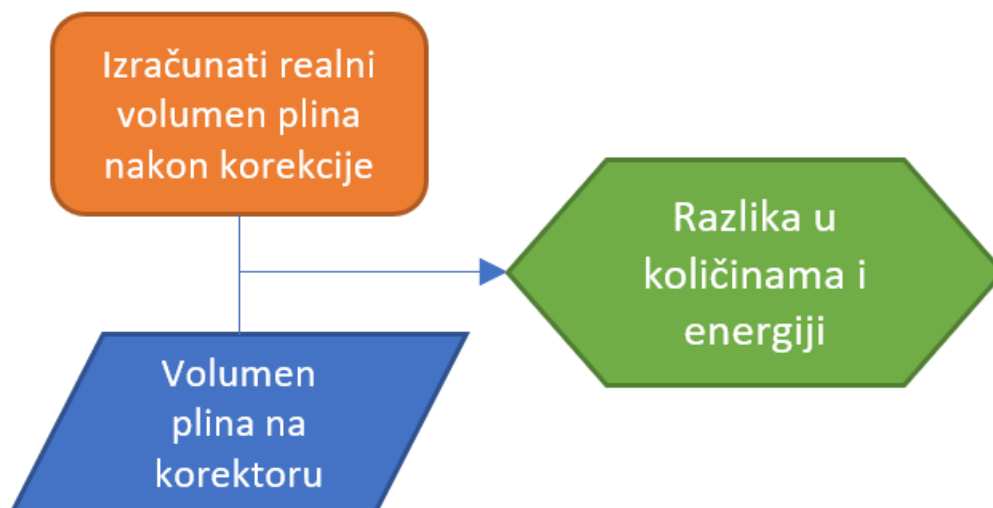 Izračunati realni
volumen plina
nakon korekcije
Razlika u
količinama i
energiji
Volumen
plina na
korektoru